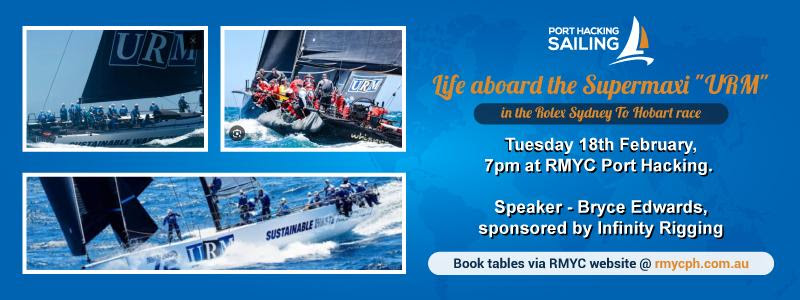 URM
URM
SUSTAINABLE
URM
PORT HACKING
SAILING
Life aboard the Supermaxi "URM"
in the Rolex Sydney To Hobart race
Tuesday 18th February,
7pm at RMYC Port Hacking.
Speaker - Bryce Edwards,
sponsored by Infinity Rigging
Book tables via RMYC website @ rmycph.com.au